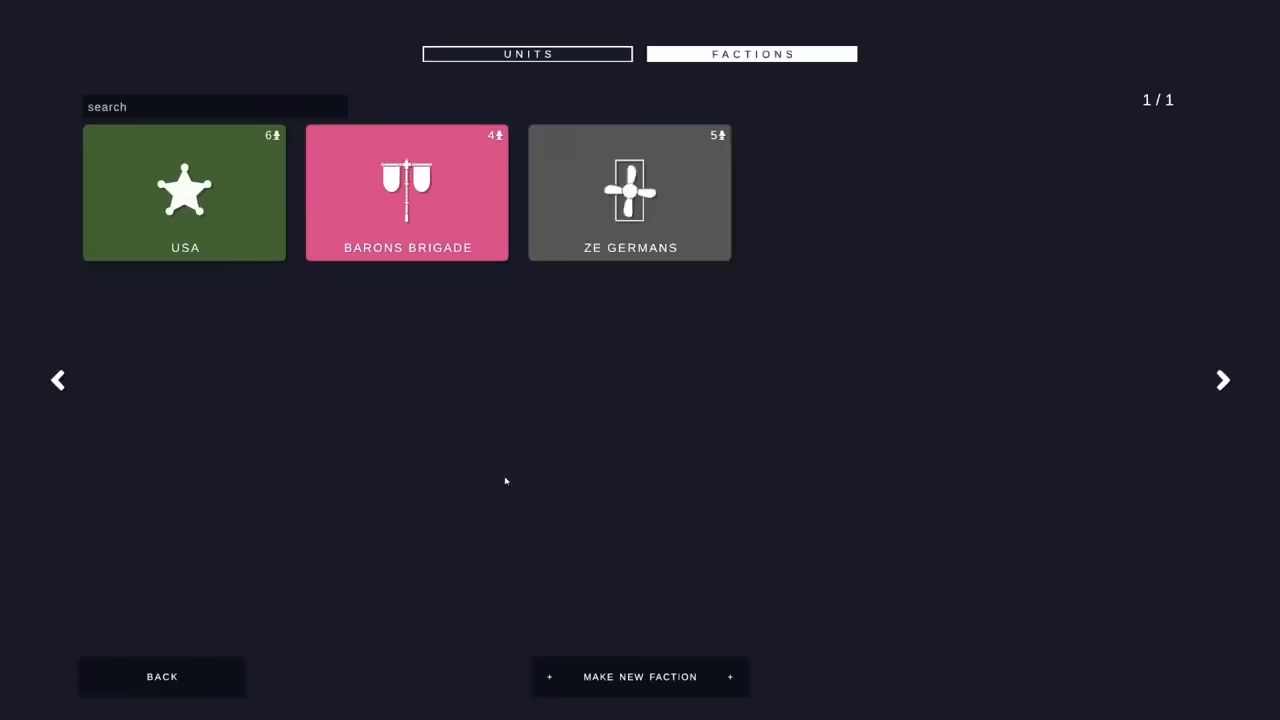 UNITS
FACTIONS
search
1 / 1
6
4
5
USA
BARONS BRIGADE
ZE GERMANS
BACK
+ MAKE NEW FACTION +